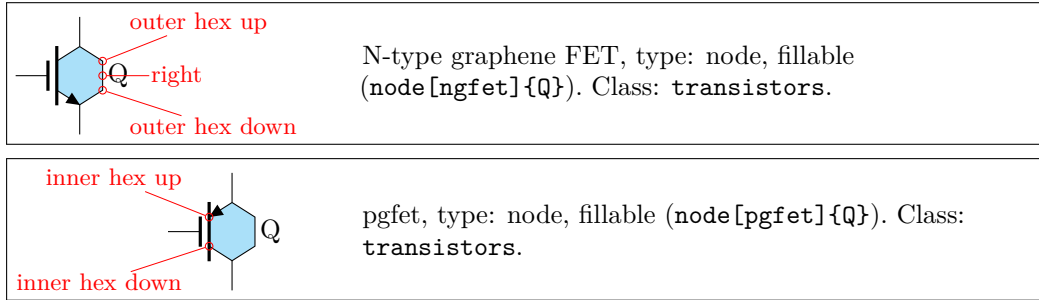 outer hex up
Q
right
outer hex down
N-type graphene FET, type: node, fillable
(node[ngfet]{Q}). Class: transistors.
inner hex up
Q
inner hex down
pgfet, type: node, fillable (node[pgfet]{Q}). Class:
transistors.